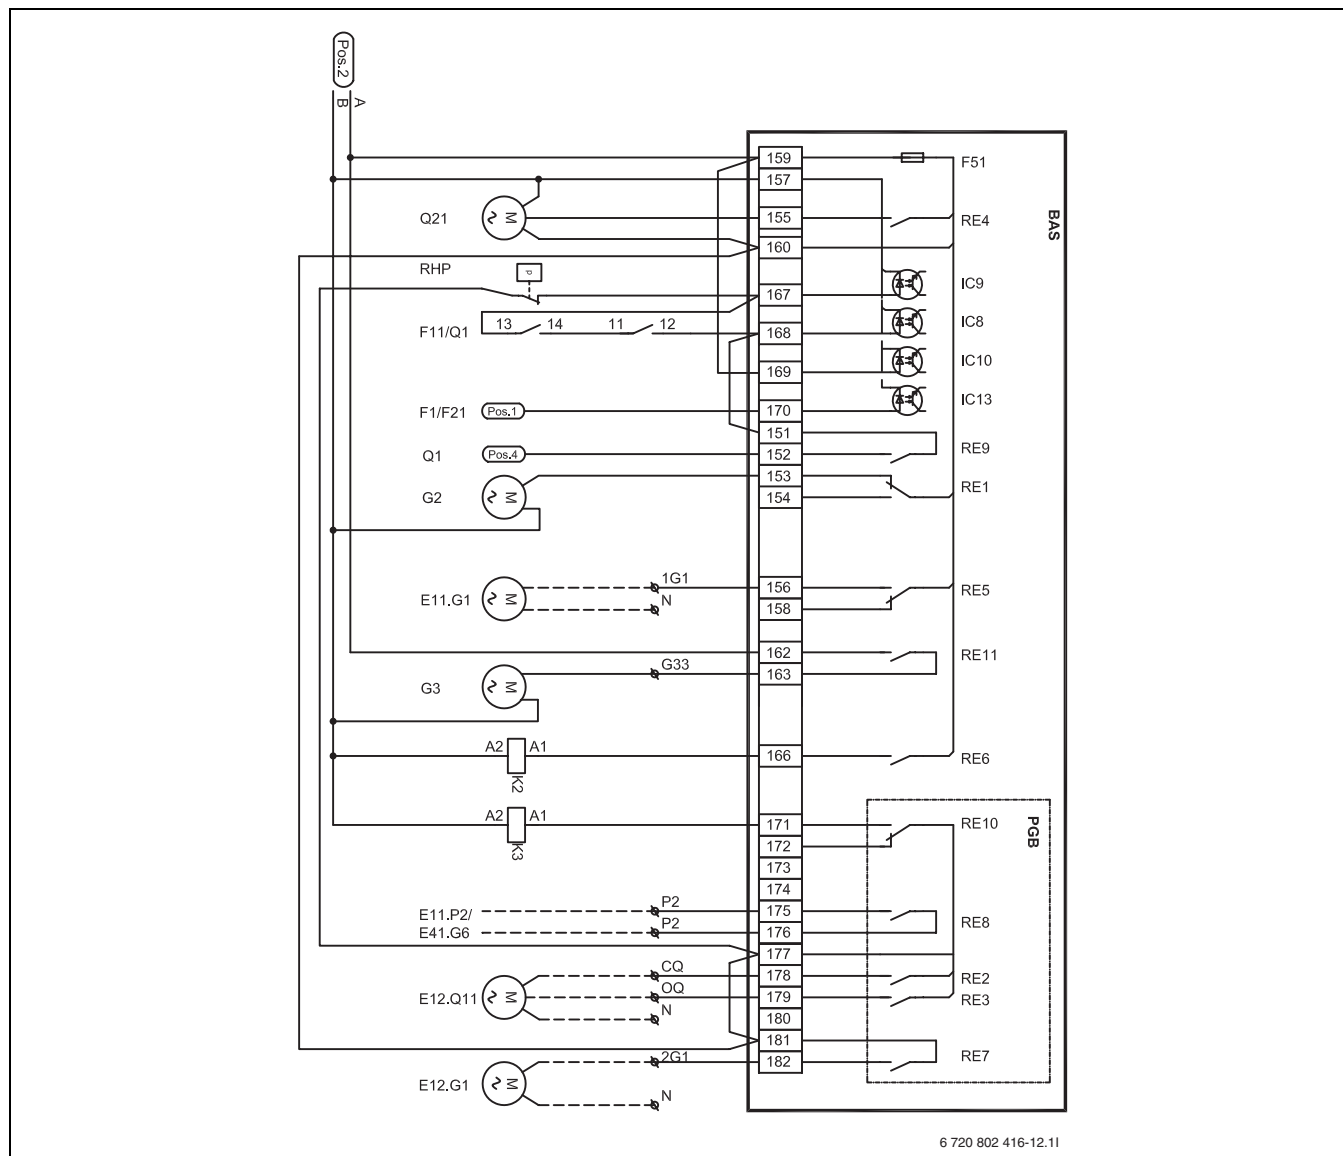 Pos.2
B A
159 F51
157
BAS
Q21 155 RE4
160
RHP P
IC9
167
F11/Q1 13 14 11 12 168 IC8
169 IC10
IC13
F1/F21 Pos.1 170
151
Q1 Pos.4 152 RE9
153
G2 M ~ 154 RE1
M ~
1G1 156
E11.G1 M ~ N 158 RE5
162 RE11
G33 163
G3 M ~
A2 A1 166 RE6
K2
A2 A1 171 RE10
K3 172 PGB
173
174
E11.P2/ P2 175
E41.G6 P2 176 RE8
177
CQ 178 RE2
E12.Q11 M ~ OQ 179 RE3
N 180
181
2G1 182 RE7
E12.G1 M ~ N
6 720 802 416-12.1I